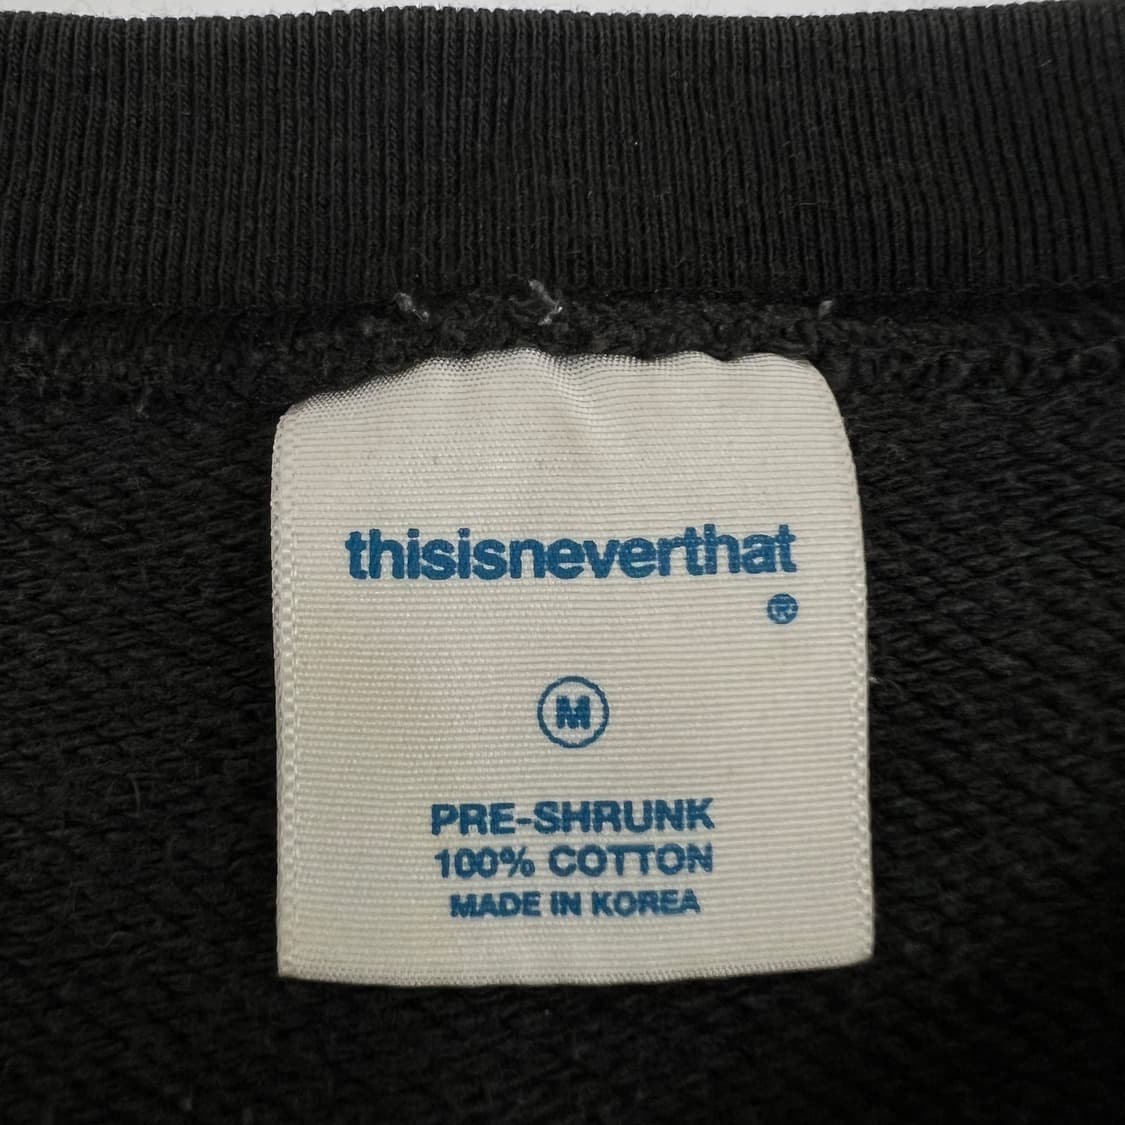 thisisneverthat
®
M
PRE-SHRUNK
100% COTTON
MADE IN KOREA